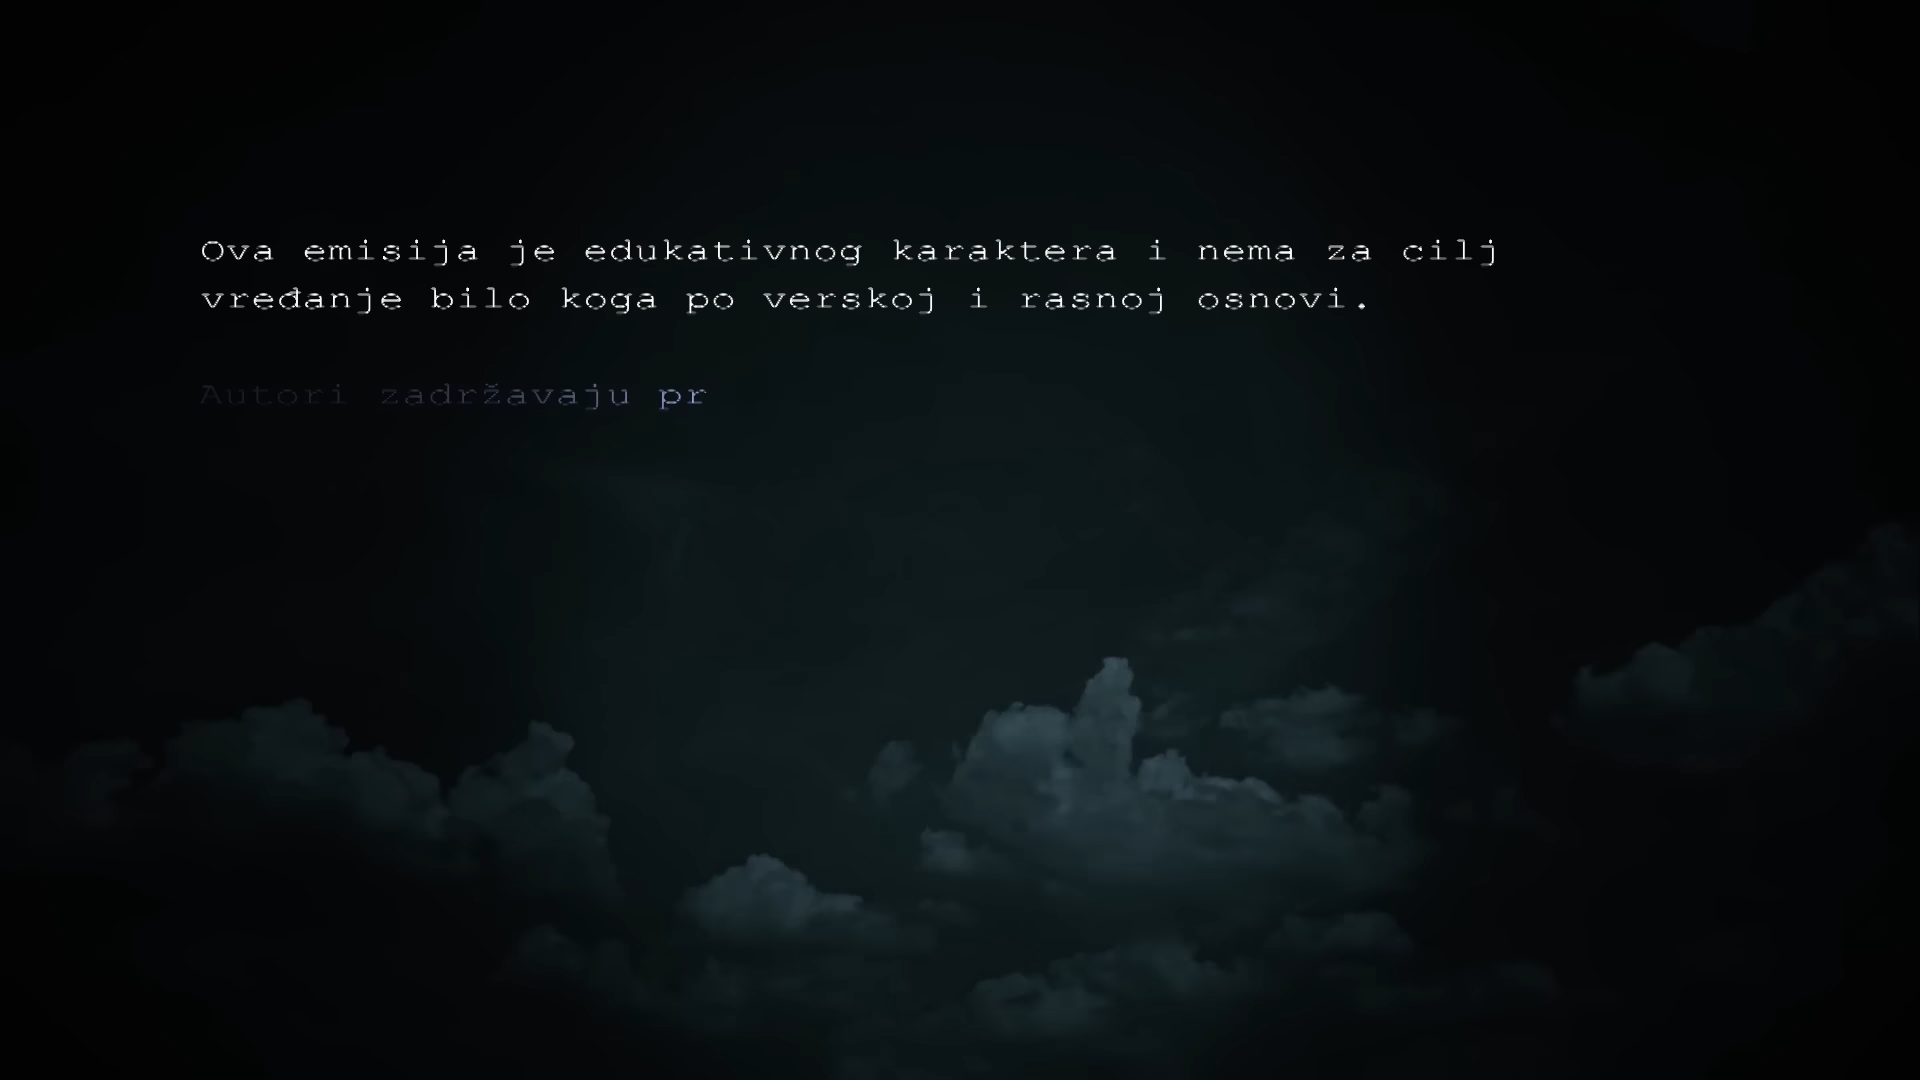 Ova emisija je edukativnog karaktera i nema za cilj
vređanje bilo koga po verskoj i rasnoj osnovi.
Autori zadržavaju pr